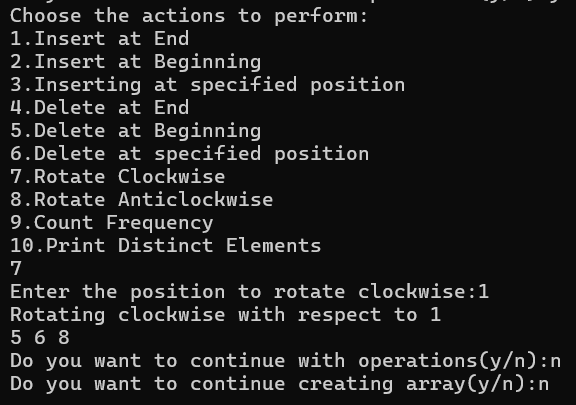 Choose the actions to perform:
1.Insert at End
2.Insert at Beginning
3.Inserting at specified position
4.Delete at End
5.Delete at Beginning
6.Delete at specified position
7.Rotate Clockwise
8.Rotate Anticlockwise
9.Count Frequency
10.Print Distinct Elements
7
Enter the position to rotate clockwise:1
Rotating clockwise with respect to 1
5 6 8
Do you want to continue with operations(y/n):n
Do you want to continue creating array(y/n):n